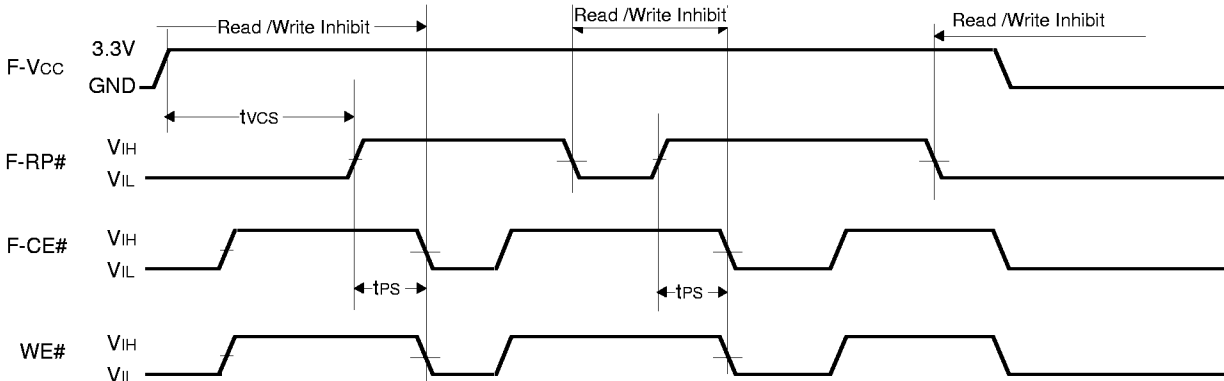 Read /Write Inhibit
Read /Write Inhibit
Read /Write Inhibit
F-VCC
3.3V
GND
tVCS
F-RP#
VIH
VIL
F-CE#
VIH
VIL
tPS
tPS
WE#
VIH
VIL